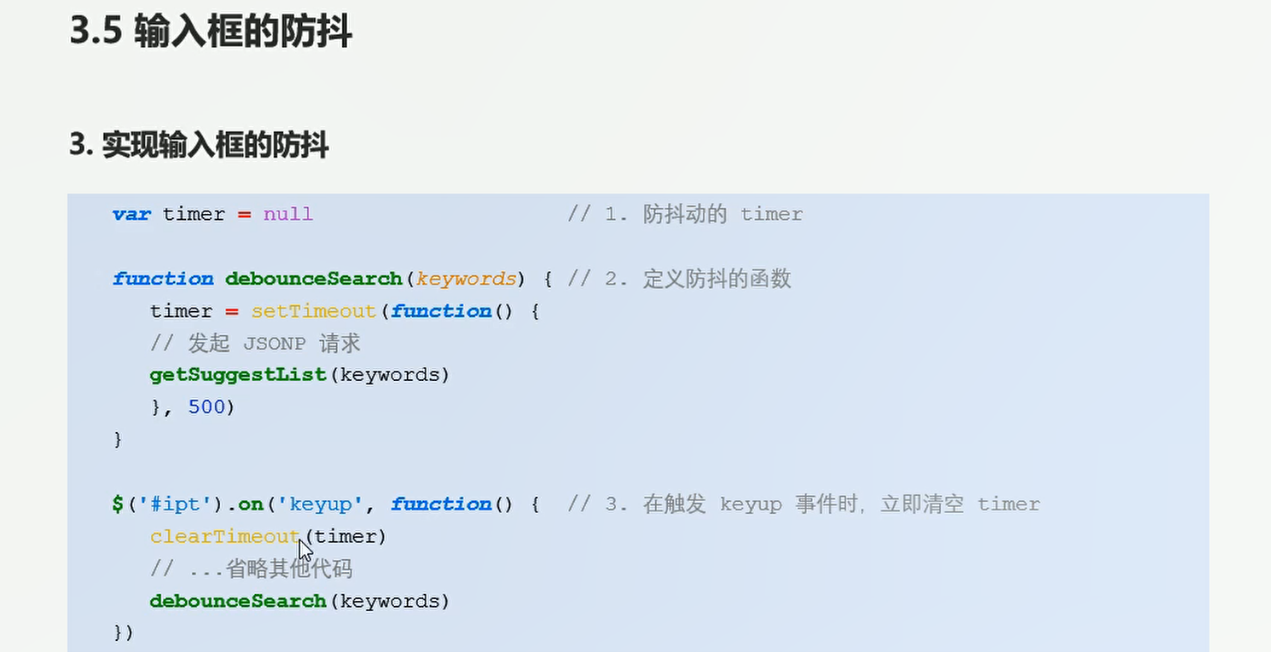 3.5 输入框的防抖
3. 实现输入框的防抖
var timer = null // 1. 防抖动的 timer
function debounceSearch(keywords) { // 2. 定义防抖的函数
timer = setTimeout(function() {
// 发起 JSONP 请求
getSuggestList(keywords)
}, 500)
}
$('#ipt').on('keyup', function() { // 3. 在触发 keyup 事件时，立即清空 timer
clearTimeout(timer)
// ...省略其他代码
debounceSearch(keywords)
})